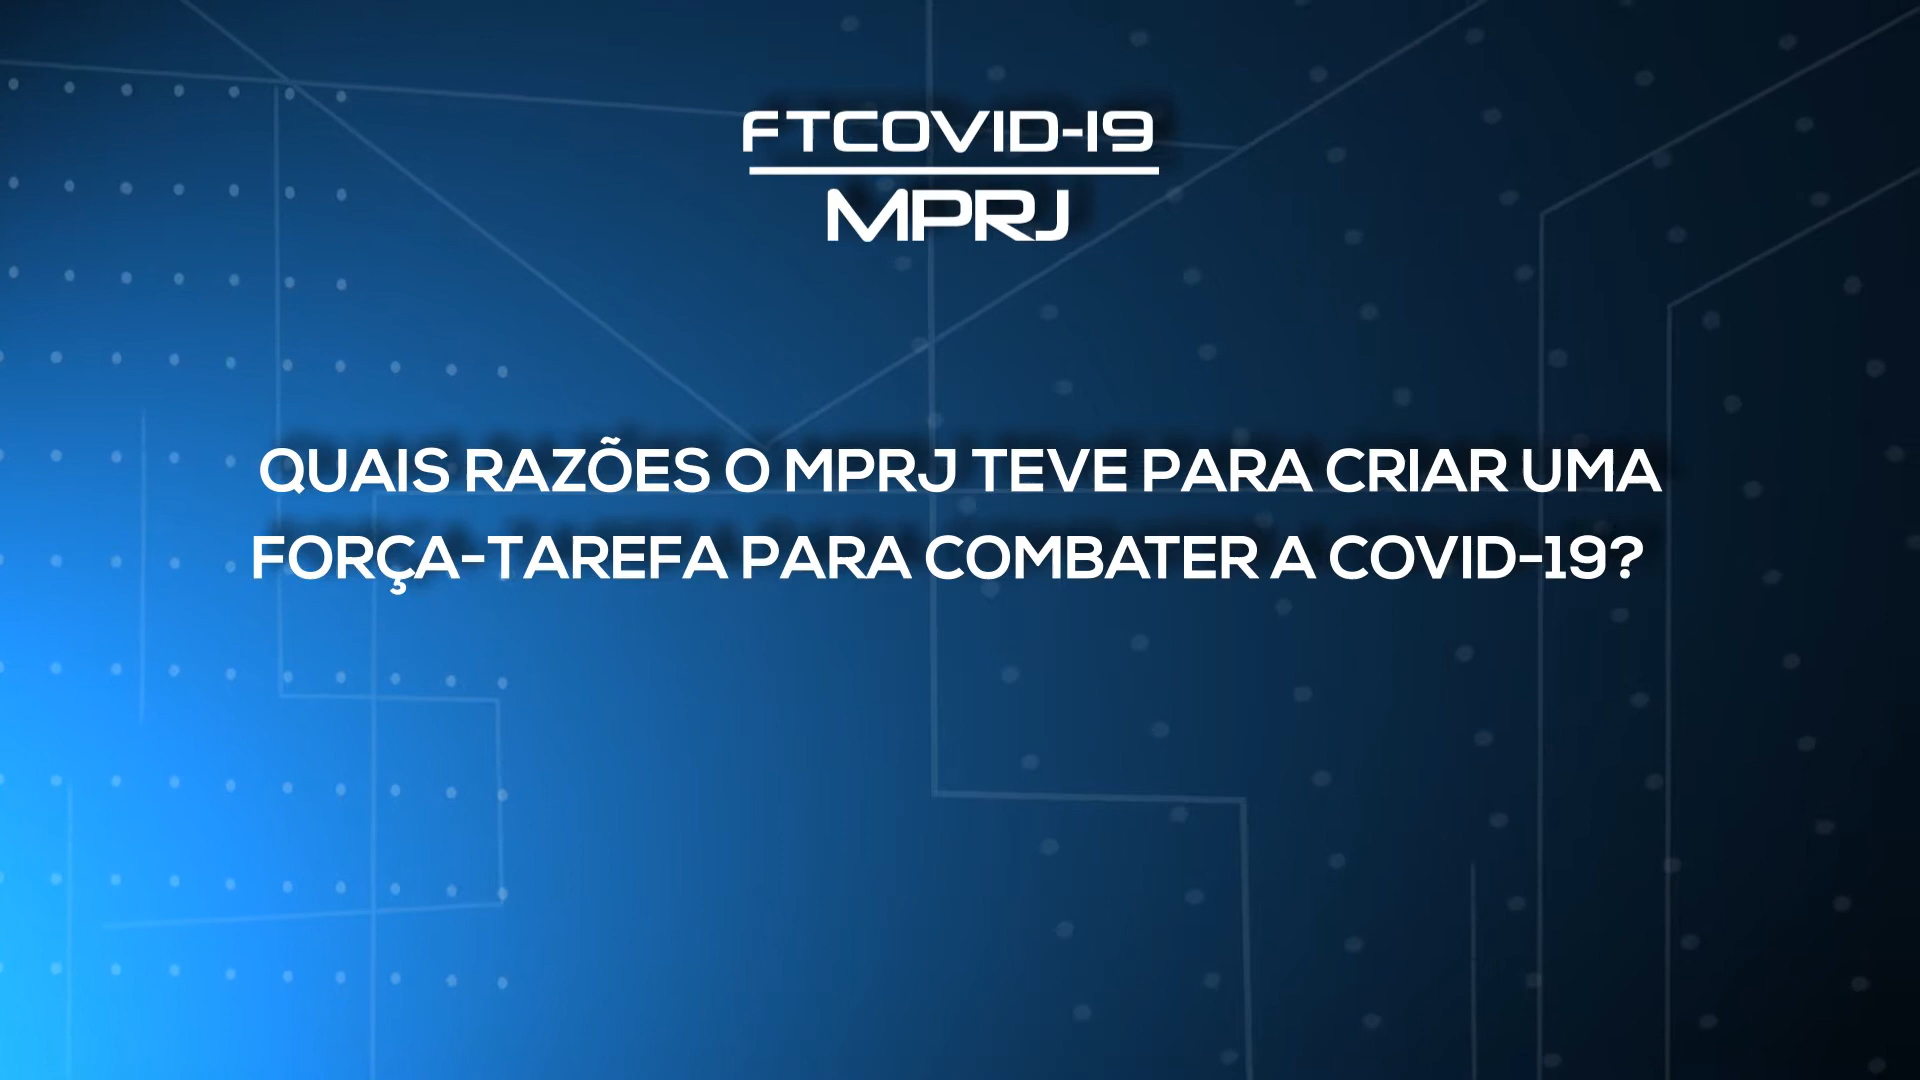 FTCOVID-19
MPRJ
QUAIS RAZÕES O MPRJ TEVE PARA CRIAR UMA
FORÇA-TAREFA PARA COMBATER A COVID-19?